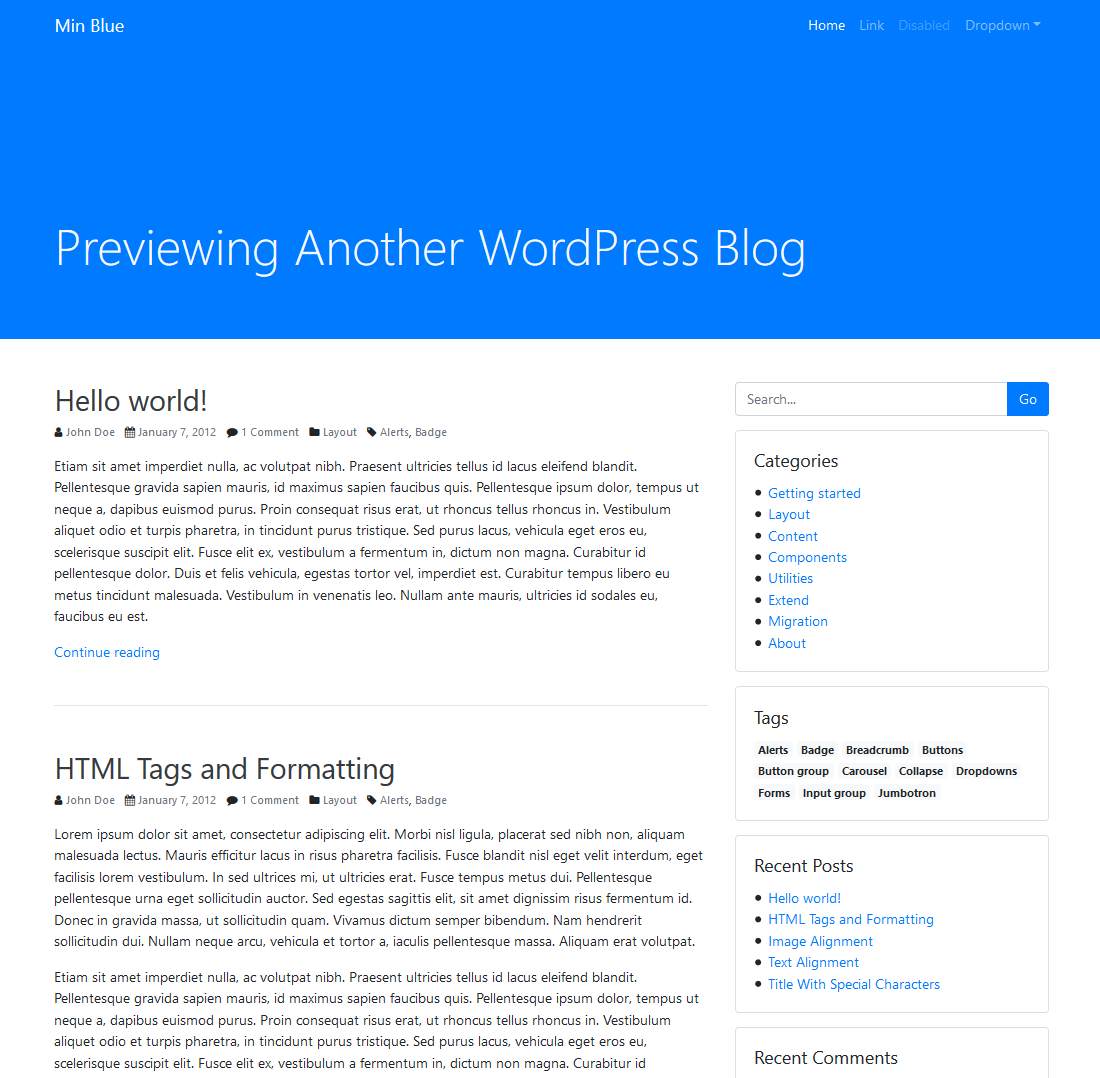 Min Blue
Home Link Disabled Dropdown
Previewing Another WordPress Blog
Hello world!
John Doe January 7, 2012 1 Comment Layout Alerts, Badge
Etiam sit amet imperdiet nulla, ac volutpat nibh. Praesent ultricies tellus id lacus eleifend blandit.
Pellentesque gravida sapien mauris, id maximus sapien faucibus quis. Pellentesque ipsum dolor, tempus ut
neque a, dapibus euismod purus. Proin consequat risus erat, ut rhoncus tellus rhoncus in. Vestibulum
aliquet odio et turpis pharetra, in tincidunt purus tristique. Sed purus lacus, vehicula eget eros eu,
scelerisque suscipit elit. Fusce elit ex, vestibulum a fermentum in, dictum non magna. Curabitur id
pellentesque dolor. Duis et felis vehicula, egestas tortor vel, imperdiet est. Curabitur tempus libero eu
metus tincidunt malesuada. Vestibulum in venenatis leo. Nullam ante mauris, ultricies id sodales eu,
faucibus eu est.
Continue reading
HTML Tags and Formatting
John Doe January 7, 2012 1 Comment Layout Alerts, Badge
Lorem ipsum dolor sit amet, consectetur adipiscing elit. Morbi nisl ligula, placerat sed nibh non, aliquam
malesuada lectus. Mauris efficitur lacus in risus pharetra facilisis. Fusce blandit nisl eget velit interdum, eget
facilisis lorem vestibulum. In sed ultrices mi, ut ultricies erat. Fusce tempus metus dui. Pellentesque
pellentesque urna eget sollicitudin auctor. Sed egestas sagittis elit, sit amet dignissim risus fermentum id.
Donec in gravida massa, ut sollicitudin quam. Vivamus dictum semper bibendum. Nam hendrerit
sollicitudin dui. Nullam neque arcu, vehicula et tortor a, iaculis pellentesque massa. Aliquam erat volutpat.
Etiam sit amet imperdiet nulla, ac volutpat nibh. Praesent ultricies tellus id lacus eleifend blandit.
Pellentesque gravida sapien mauris, id maximus sapien faucibus quis. Pellentesque ipsum dolor, tempus ut
neque a, dapibus euismod purus. Proin consequat risus erat, ut rhoncus tellus rhoncus in. Vestibulum
aliquet odio et turpis pharetra, in tincidunt purus tristique. Sed purus lacus, vehicula eget eros eu,
scelerisque suscipit elit. Fusce elit ex, vestibulum a fermentum in, dictum non magna. Curabitur id
Search... Go
Categories
Getting started
Layout
Content
Components
Utilities
Extend
Migration
About
Tags
Alerts Badge Breadcrumb Buttons
Button group Carousel Collapse Dropdowns
Forms Input group Jumbotron
Recent Posts
Hello world!
HTML Tags and Formatting
Image Alignment
Text Alignment
Title With Special Characters
Recent Comments